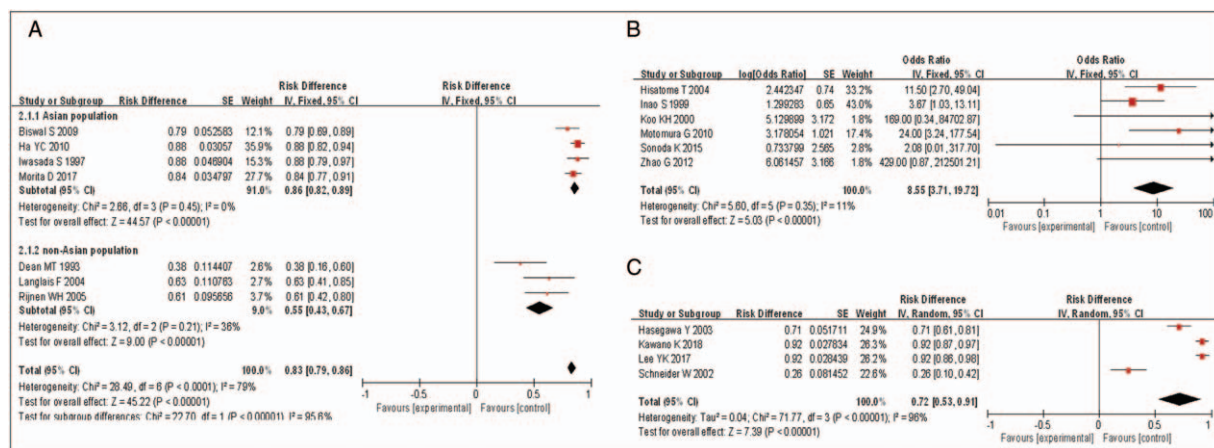 A
Risk Difference Risk Difference
Study or Subgroup Risk Difference SE Weight IV, Fixed, 95% CI IV, Fixed, 95% CI
2.1.1 Asian population
Biswal S 2009 0.79 0.052583 12.1% 0.79 [0.69, 0.89]
Ha YC 2010 0.88 0.03057 35.9% 0.88 [0.82, 0.94]
Iwasada S 1997 0.88 0.046904 15.3% 0.88 [0.79, 0.97]
Morita D 2017 0.84 0.034797 27.7% 0.84 [0.77, 0.91]
Subtotal (95% CI) 91.0% 0.86 [0.82, 0.89]
Heterogeneity: Chi² = 2.66, df = 3 (P = 0.45); I² = 0%
Test for overall effect: Z = 44.57 (P < 0.00001)
2.1.2 non-Asian population
Dean MT 1993 0.38 0.114407 2.6% 0.38 [0.16, 0.60]
Langlais F 2004 0.63 0.110763 2.7% 0.63 [0.41, 0.85]
Rijnen WH 2005 0.61 0.095656 3.7% 0.61 [0.42, 0.80]
Subtotal (95% CI) 9.0% 0.55 [0.43, 0.67]
Heterogeneity: Chi² = 3.12, df = 2 (P = 0.21); I² = 36%
Test for overall effect: Z = 9.00 (P < 0.00001)
Total (95% CI) 100.0% 0.83 [0.79, 0.86]
Heterogeneity: Chi² = 28.49, df = 6 (P < 0.0001); I² = 79%
Test for overall effect: Z = 45.22 (P < 0.00001)
Test for subgroup differences: Chi² = 22.70, df = 1 (P < 0.00001), I² = 95.6%
-1 -0.5 0 0.5 1
Favours [experimental] Favours [control]
B
Odds Ratio Odds Ratio
Study or Subgroup log[Odds Ratio] SE Weight IV, Fixed, 95% CI IV, Fixed, 95% CI
Hisatome T 2004 2.442347 0.74 33.2% 11.50 [2.70, 49.04]
Inao S 1999 1.299283 0.65 43.0% 3.67 [1.03, 13.11]
Koo KH 2000 5.129899 3.172 1.8% 169.00 [0.34, 84702.87]
Motomura G 2010 3.178054 1.021 17.4% 24.00 [3.24, 177.54]
Sonoda K 2015 0.733799 2.565 2.8% 2.08 [0.01, 317.70]
Zhao G 2012 6.061457 3.166 1.8% 429.00 [0.87, 212501.21]
Total (95% CI) 100.0% 8.55 [3.71, 19.72]
Heterogeneity: Chi² = 5.60, df = 5 (P = 0.35); I² = 11%
Test for overall effect: Z = 5.03 (P < 0.00001)
0.01 0.1 1 10 100
Favours [experimental] Favours [control]
C
Risk Difference Risk Difference
Study or Subgroup Risk Difference SE Weight IV, Random, 95% CI IV, Random, 95% CI
Hasegawa Y 2003 0.71 0.051711 24.9% 0.71 [0.61, 0.81]
Kawano K 2018 0.92 0.027834 26.2% 0.92 [0.87, 0.97]
Lee YK 2017 0.92 0.028439 26.2% 0.92 [0.86, 0.98]
Schneider W 2002 0.26 0.081452 22.6% 0.26 [0.10, 0.42]
Total (95% CI) 100.0% 0.72 [0.53, 0.91]
Heterogeneity: Tau² = 0.04; Chi² = 71.77, df = 3 (P < 0.00001); I² = 96%
Test for overall effect: Z = 7.39 (P < 0.00001)
-1 -0.5 0 0.5 1
Favours [experimental] Favours [control]